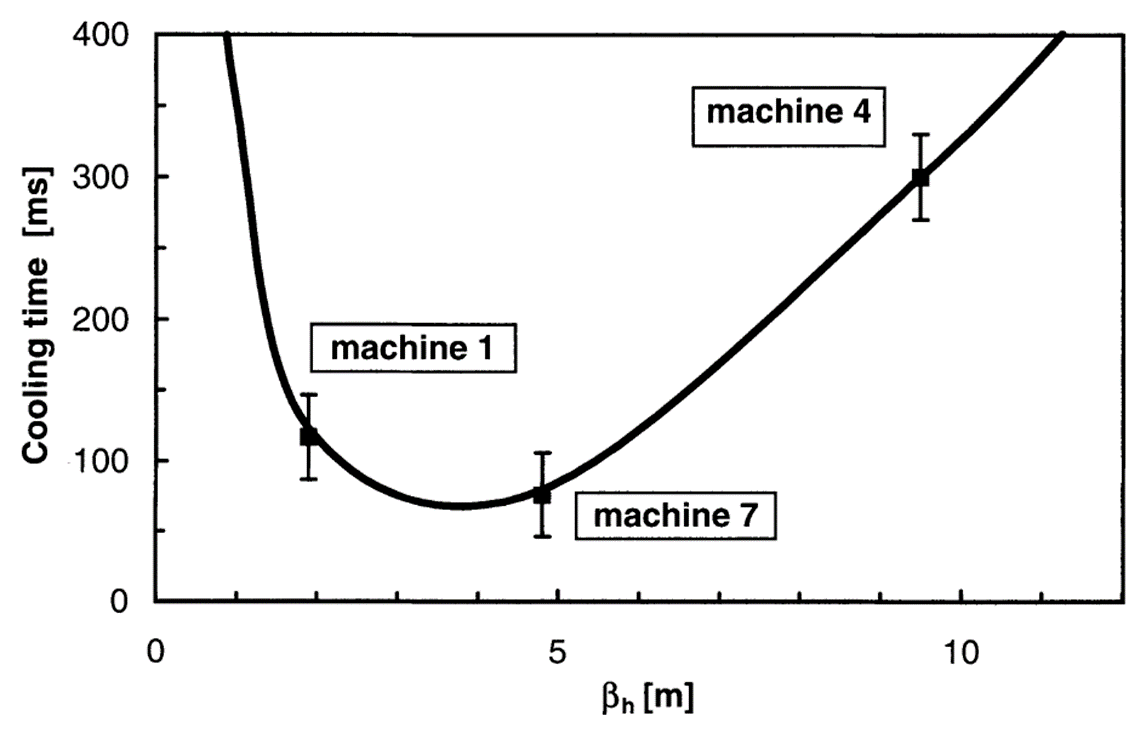 400
300
200
100
0
Cooling time [ms]
machine 4
machine 1
machine 7
0 5 10
βh [m]